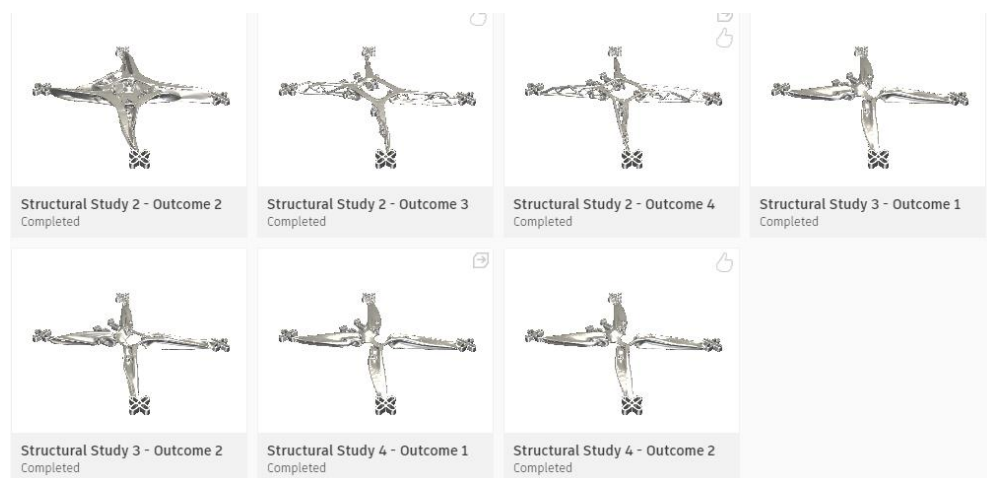 Structural Study 2 - Outcome 2
Completed
Structural Study 2 - Outcome 3
Completed
Structural Study 2 - Outcome 4
Completed
Structural Study 3 - Outcome 1
Completed
Structural Study 3 - Outcome 2
Completed
Structural Study 4 - Outcome 1
Completed
Structural Study 4 - Outcome 2
Completed